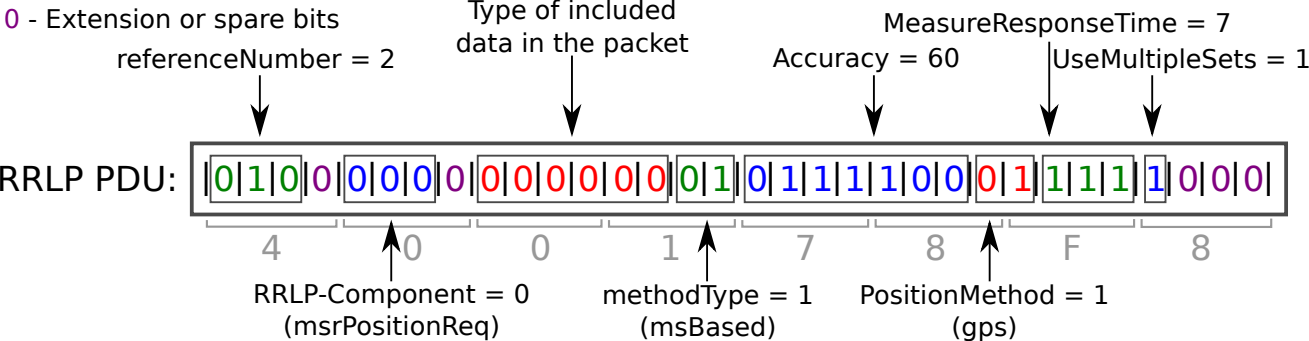 0 - Extension or spare bits
referenceNumber = 2
Type of included
data in the packet
MeasureResponseTime = 7
Accuracy = 60
UseMultipleSets = 1
RRLP PDU: |0|1|0|0|0|0|0|0|0|0|0|0|0|0|0|1|0|1|1|1|1|0|0|0|1|1|1|1|1|0|0|0|
4 0 0 1 7 8 F 8
RRLP-Component = 0
(msrPositionReq)
methodType = 1
(msBased)
PositionMethod = 1
(gps)